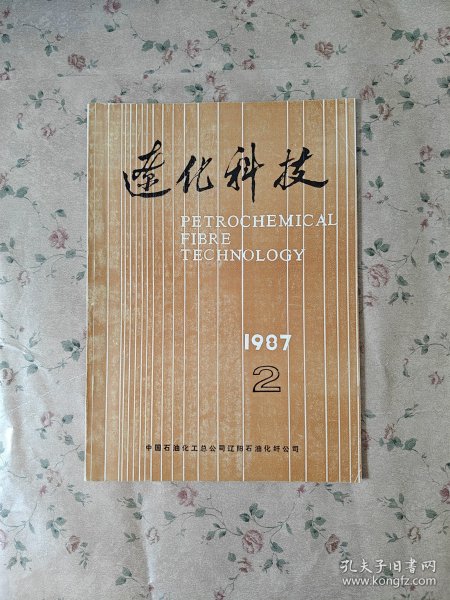 遼化科技
PETROCHEMICAL
FIBRE
TECHNOLOGY
1987
2
中国石油化工总公司辽阳石油化纤公司
孔夫子旧书网
www.kongfz.com